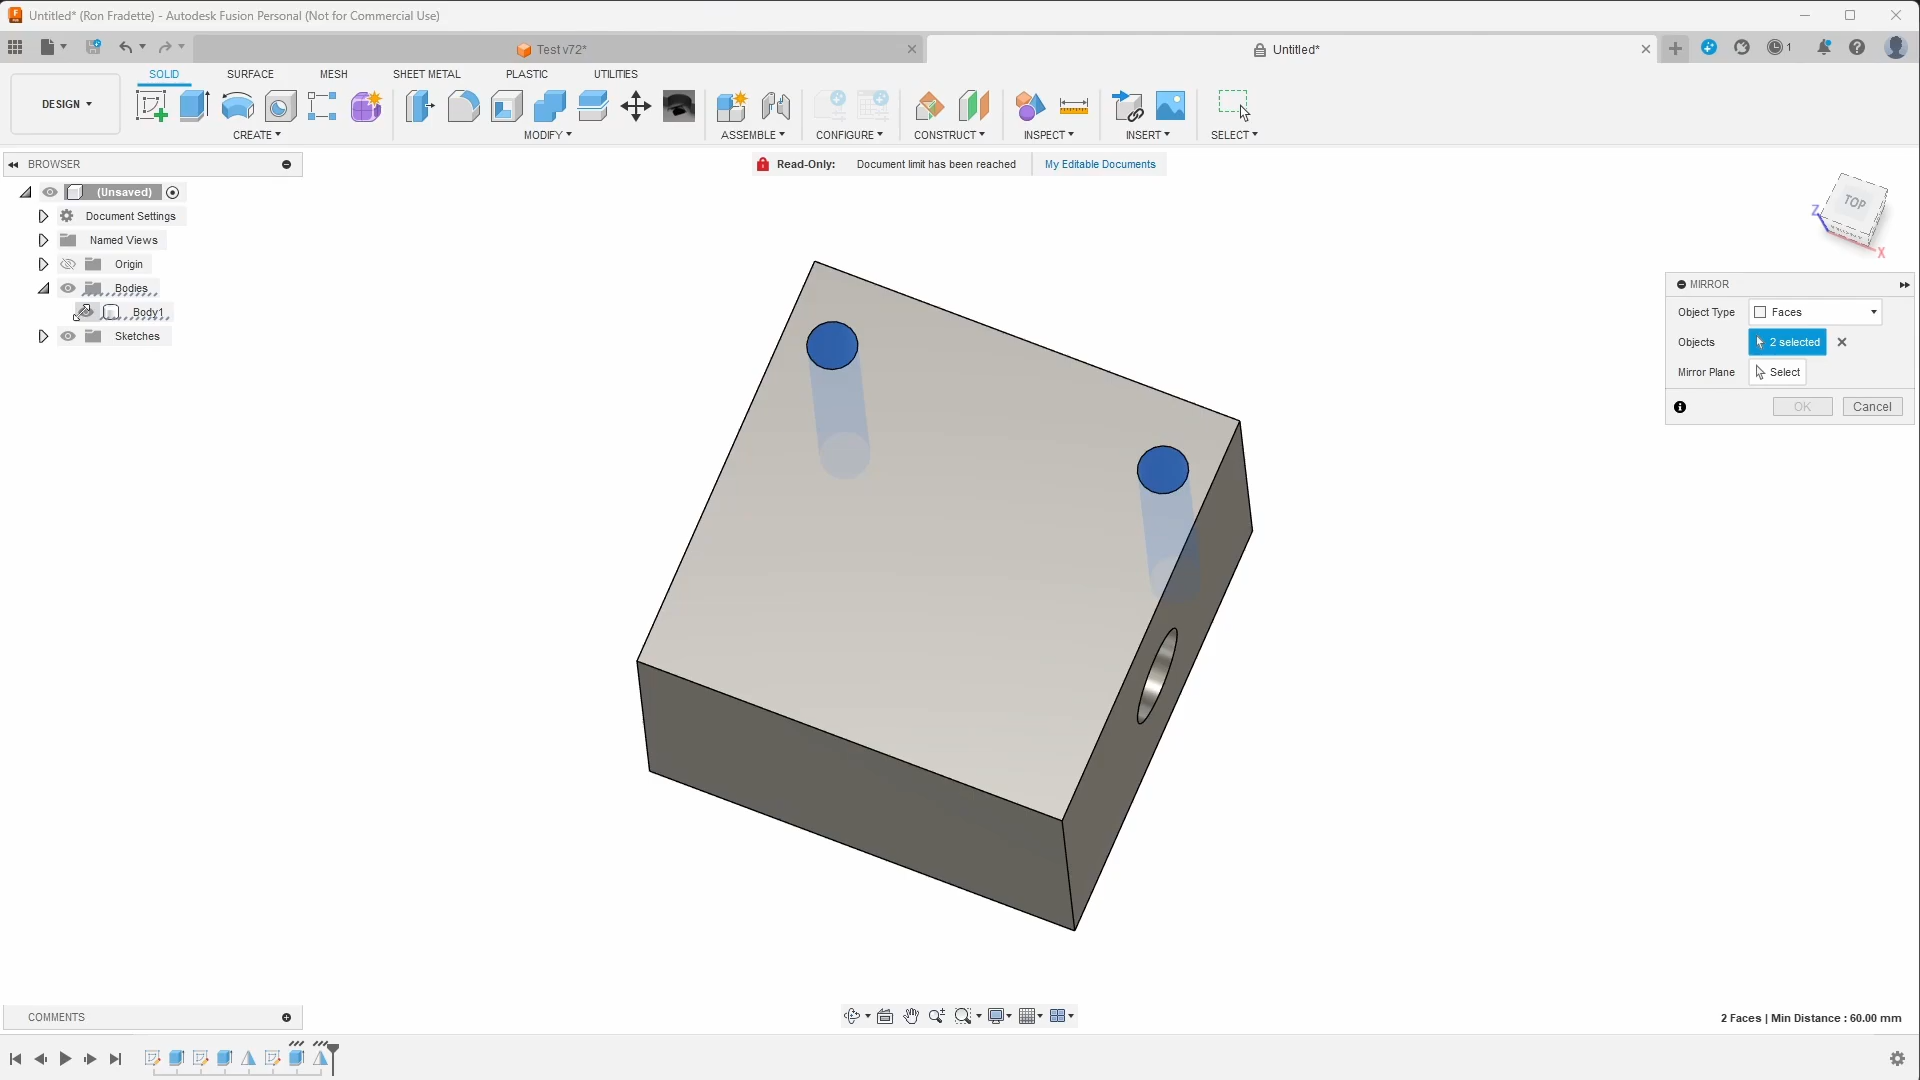 Untitled* (Ron Fradette) - Autodesk Fusion Personal (Not for Commercial Use)
Test v72*
Untitled*
1
DESIGN
SOLID
SURFACE
MESH
SHEET METAL
PLASTIC
UTILITIES
CREATE
MODIFY
ASSEMBLE
CONFIGURE
CONSTRUCT
INSPECT
INSERT
SELECT
BROWSER
Read-Only: Document limit has been reached
My Editable Documents
(Unsaved)
Document Settings
Named Views
Origin
Bodies
Body1
Sketches
TOP
Z
X
MIRROR
Object Type Faces
Objects 2 selected
Mirror Plane Select
OK Cancel
COMMENTS
2 Faces | Min Distance : 60.00 mm